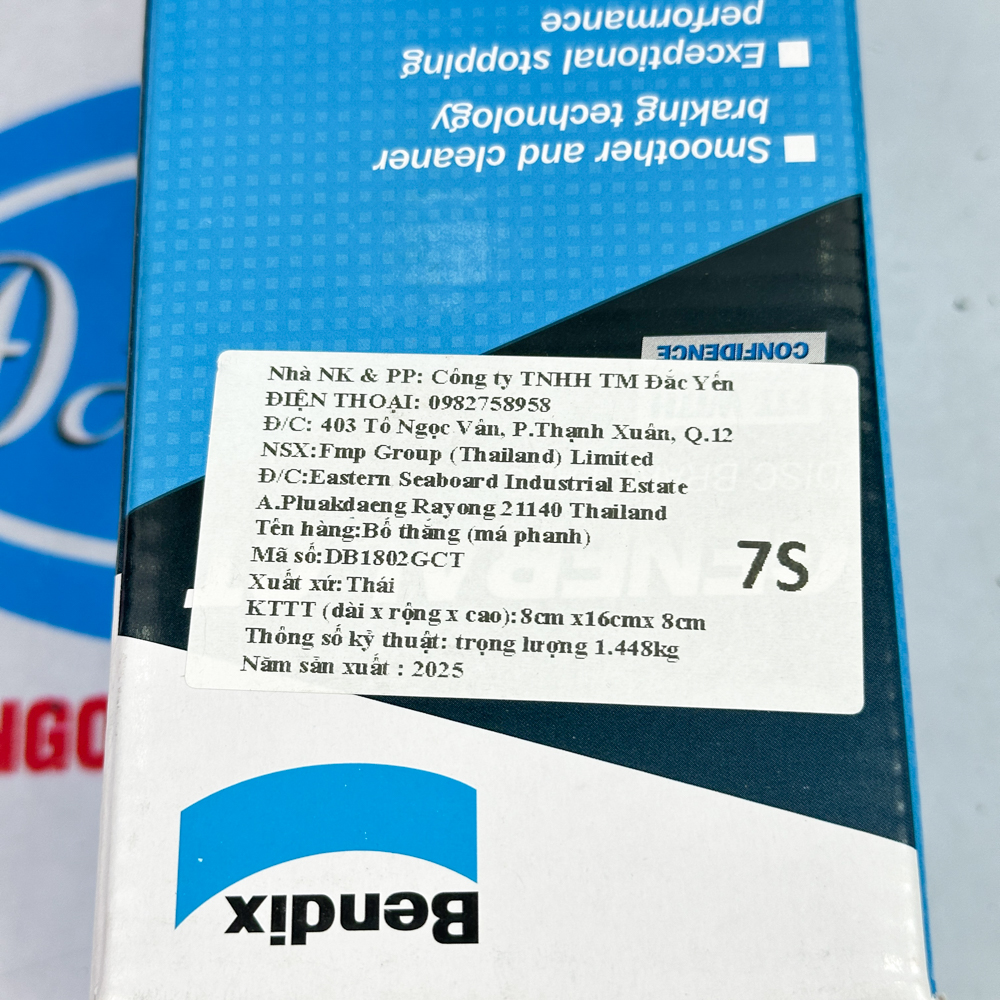 Exceptional stopping
performance
Smoother and cleaner
braking technology
CONFIDENCE
Nhà NK & PP: Công ty TNHH TM Đắc Yến
ĐIỆN THOẠI: 0982758958
Đ/C: 403 Tô Ngọc Vân, P.Thạnh Xuân, Q.12
NSX:Fmp Group (Thailand) Limited
Đ/C:Eastern Seaboard Industrial Estate
A.Pluakdaeng Rayong 21140 Thailand
Tên hàng:Bố thắng (má phanh)
Mã số:DB1802GCT
7S
Xuất xứ: Thái
KTTT (dài x rộng x cao): 8cm x16cmx 8cm
Thông số kỷ thuật: trọng lượng 1.448kg
Năm sản xuất : 2025
Bendix